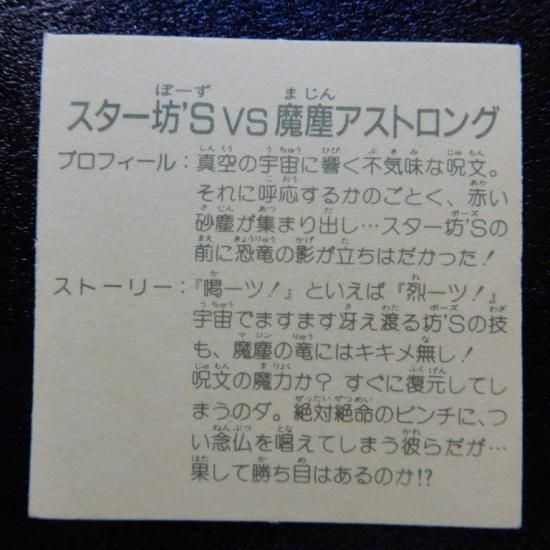 スター坊'S VS 魔塵アストロング
プロフィール：真空の宇宙に響く不気味な呪文。
それに呼応するかのごとく、赤い
砂塵が集まり出し…スター坊'Sの
前に恐竜の影が立ちはだかった！
ストーリー：『喝ーツ！』といえば『烈ーツ！』
宇宙でますます冴え渡る坊'Sの技
も、魔塵の竜にはキキメ無し！
呪文の魔力か？ すぐに復元してし
まうのダ。絶対絶命のピンチに、つ
い念仏を唱えてしまう彼らだが…
果して勝ち目はあるのか!?